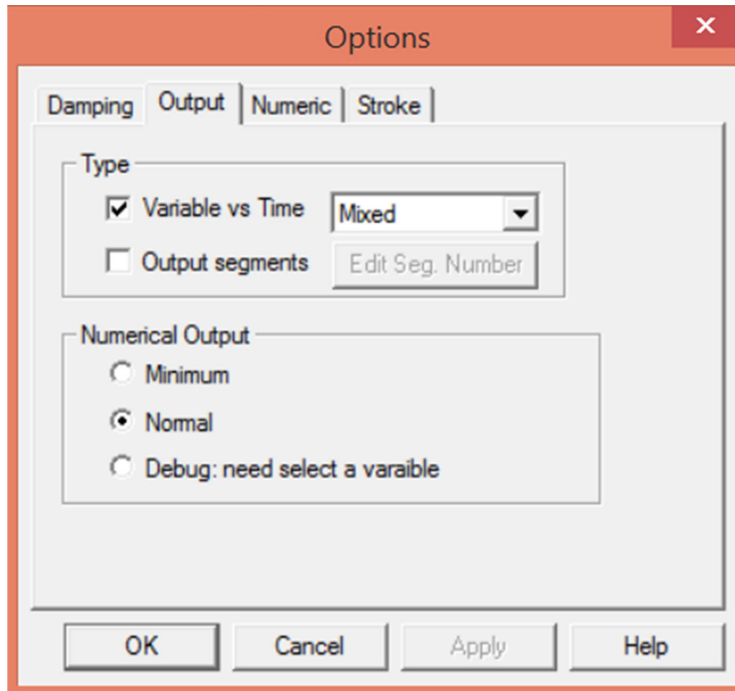 Options
Damping Output Numeric Stroke
Type
Variable vs Time Mixed
Output segments Edit Seg. Number
Numerical Output
Minimum
Normal
Debug: need select a varaible
OK Cancel Apply Help